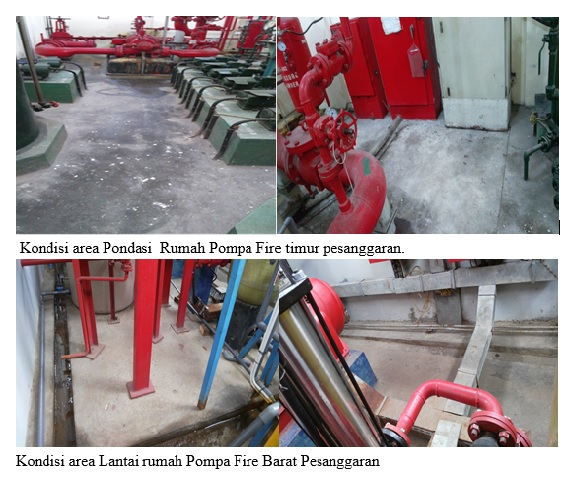 Kondisi area Pondasi  Rumah Pompa Fire timur pesanggaran.
Kondisi area Lantai rumah Pompa Fire Barat Pesanggaran